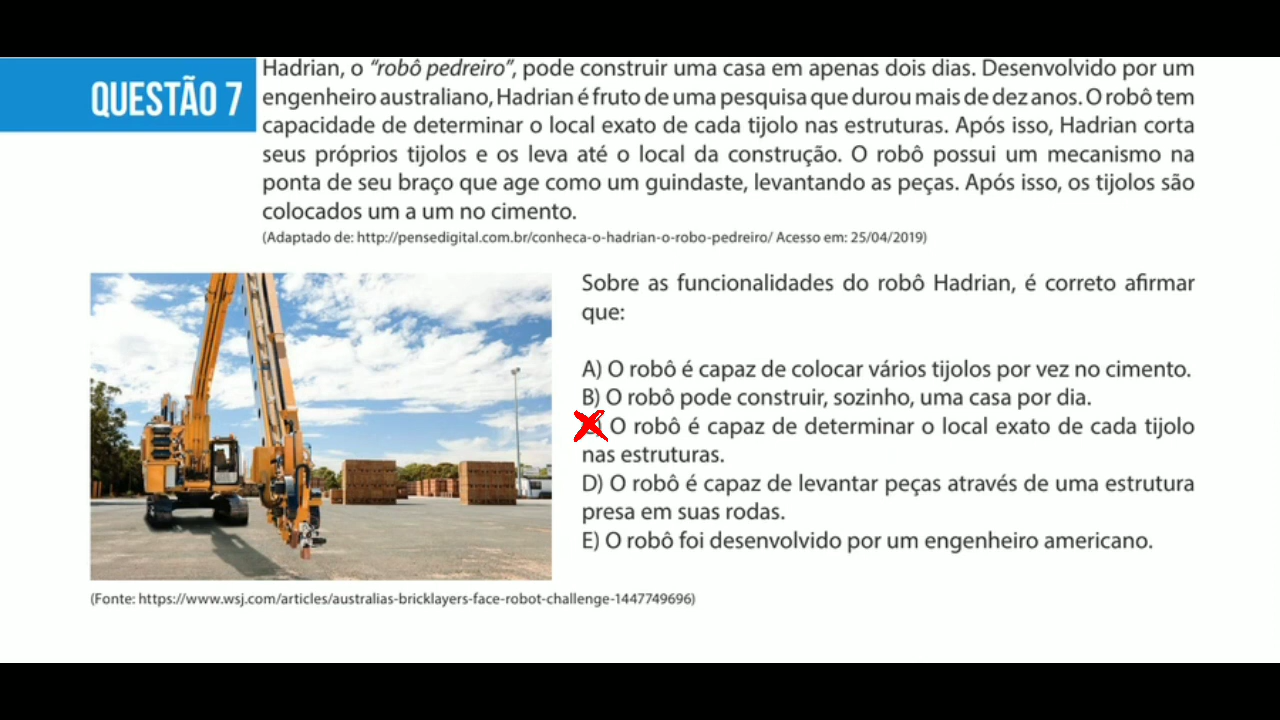 QUESTÃO 7
Hadrian, o “robô pedreiro”, pode construir uma casa em apenas dois dias. Desenvolvido por um
engenheiro australiano, Hadrian é fruto de uma pesquisa que durou mais de dez anos. O robô tem
capacidade de determinar o local exato de cada tijolo nas estruturas. Após isso, Hadrian corta
seus próprios tijolos e os leva até o local da construção. O robô possui um mecanismo na
ponta de seu braço que age como um guindaste, levantando as peças. Após isso, os tijolos são
colocados um a um no cimento.
(Adaptado de: http://pensedigital.com.br/conheca-o-hadrian-o-robo-pedreiro/ Acesso em: 25/04/2019)
Sobre as funcionalidades do robô Hadrian, é correto afirmar
que:
A) O robô é capaz de colocar vários tijolos por vez no cimento.
B) O robô pode construir, sozinho, uma casa por dia.
O robô é capaz de determinar o local exato de cada tijolo
nas estruturas.
D) O robô é capaz de levantar peças através de uma estrutura
presa em suas rodas.
E) O robô foi desenvolvido por um engenheiro americano.
(Fonte: https://www.wsj.com/articles/australias-bricklayers-face-robot-challenge-1447749696)